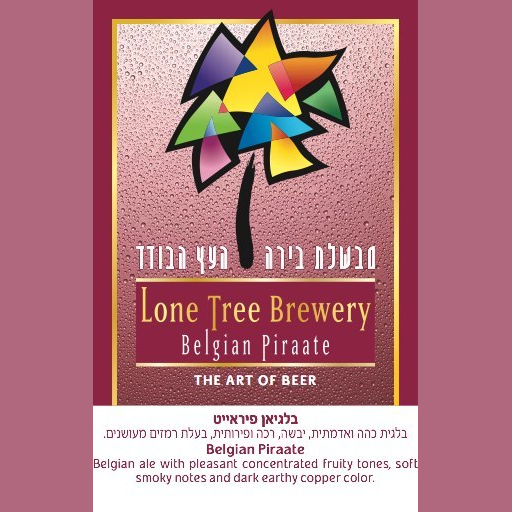 מבשלת בירה העץ הבודד
Lone Tree Brewery
Belgian Piraate
THE ART OF BEER
בלגיאן פיראייט
בלגית כהה ואדמתית, יבשה, רכה ופירותית, בעלת רמזים מעושנים.
Belgian Piraate
Belgian ale with pleasant concentrated fruity tones, soft
smoky notes and dark earthy copper color.